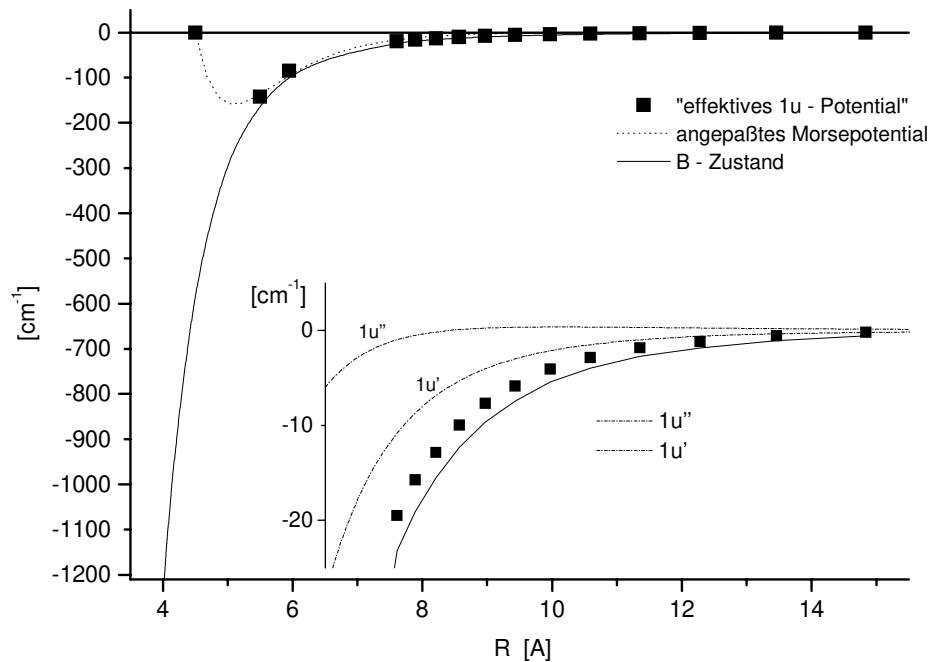 0
-100
-200
-300
-400
-500
-600
-700
-800
-900
-1000
-1100
-1200
[cm⁻¹]
"effektives 1u - Potential"
angepaßtes Morsepotential
B - Zustand
[cm⁻¹]
0
-10
-20
1u''
1u'
1u''
1u'
4
6
8
10
12
14
R [A]